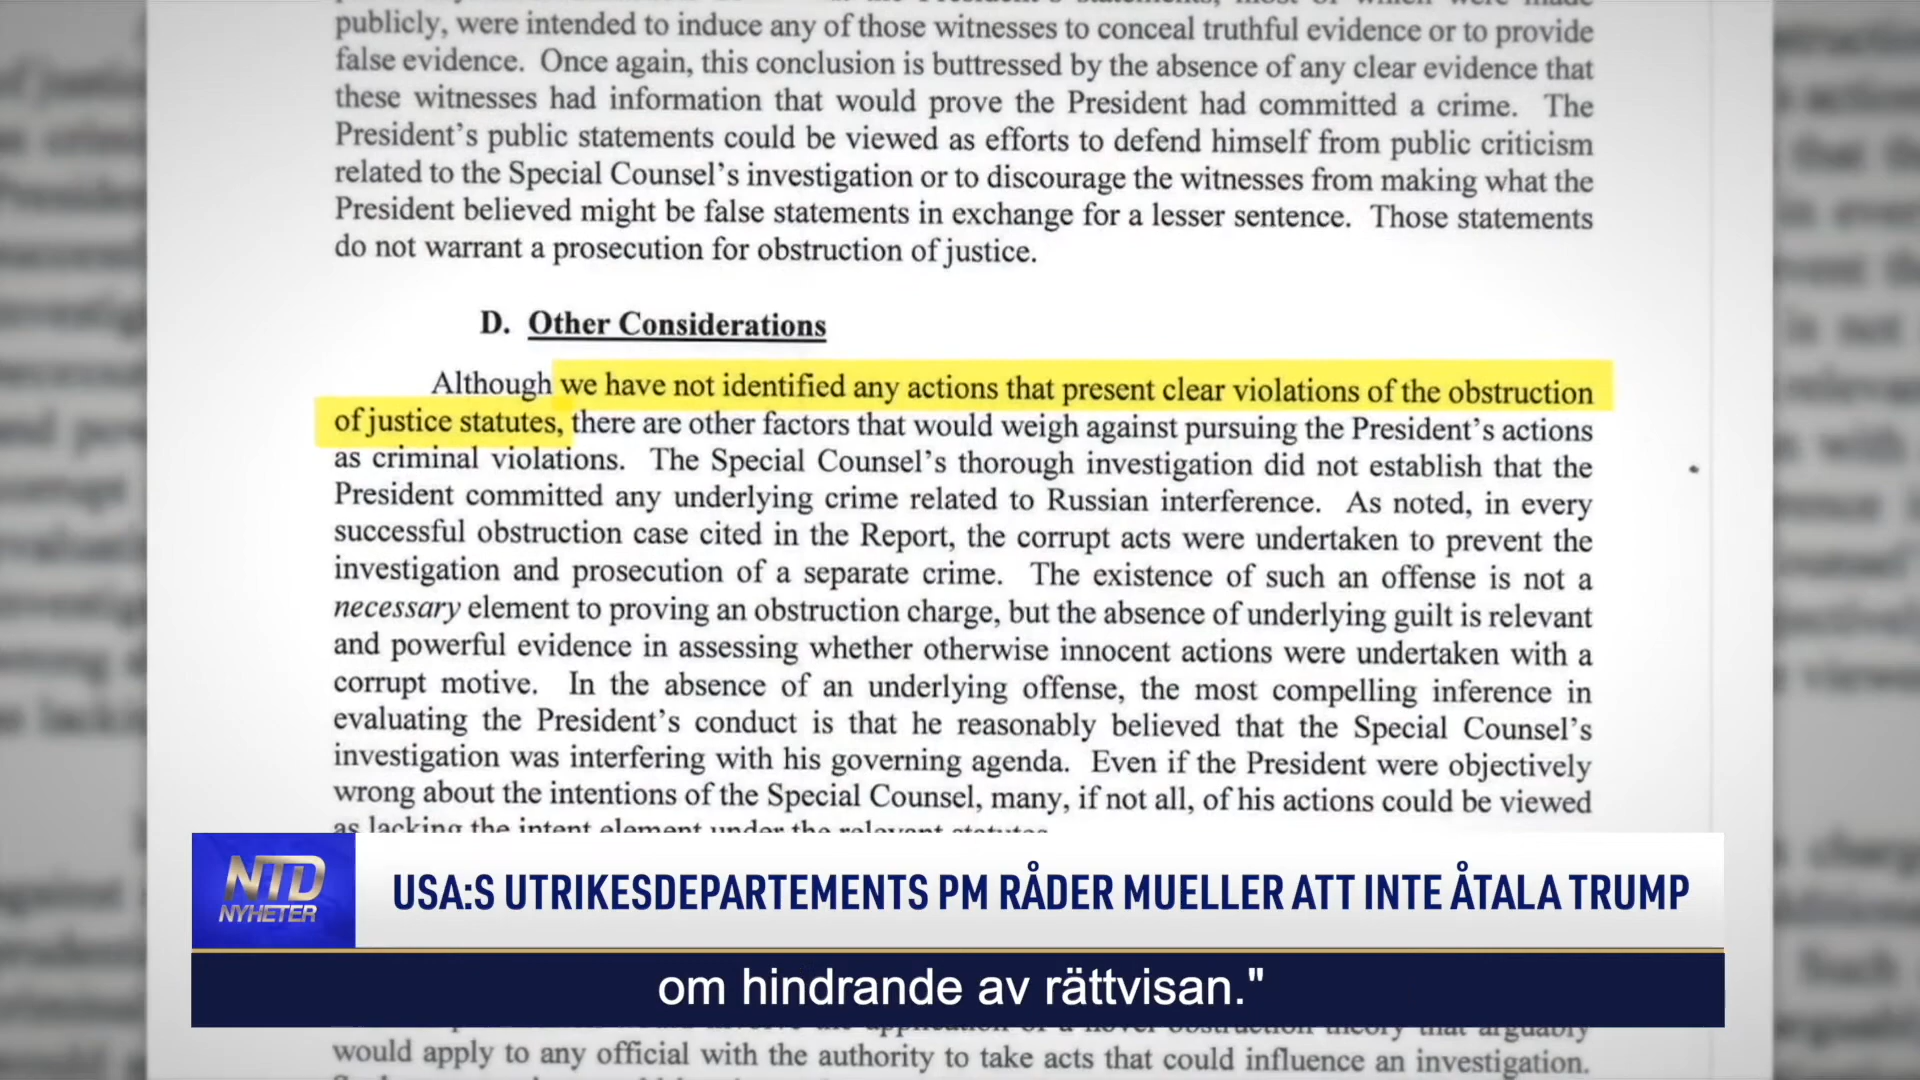 publicly, were intended to induce any of those witnesses to conceal truthful evidence or to provide
false evidence. Once again, this conclusion is buttressed by the absence of any clear evidence that
these witnesses had information that would prove the President had committed a crime. The
President's public statements could be viewed as efforts to defend himself from public criticism
related to the Special Counsel's investigation or to discourage the witnesses from making what the
President believed might be false statements in exchange for a lesser sentence. Those statements
do not warrant a prosecution for obstruction of justice.
D. Other Considerations
Although we have not identified any actions that present clear violations of the obstruction
of justice statutes, there are other factors that would weigh against pursuing the President's actions
as criminal violations. The Special Counsel's thorough investigation did not establish that the
President committed any underlying crime related to Russian interference. As noted, in every
successful obstruction case cited in the Report, the corrupt acts were undertaken to prevent the
investigation and prosecution of a separate crime. The existence of such an offense is not a
necessary element to proving an obstruction charge, but the absence of underlying guilt is relevant
and powerful evidence in assessing whether otherwise innocent actions were undertaken with a
corrupt motive. In the absence of an underlying offense, the most compelling inference in
evaluating the President's conduct is that he reasonably believed that the Special Counsel's
investigation was interfering with his governing agenda. Even if the President were objectively
wrong about the intentions of the Special Counsel, many, if not all, of his actions could be viewed
as lacking the intent element under the relevant statutes.
NTD
NYHETER
USA:S UTRIKESDEPARTEMENTS PM RÅDER MUELLER ATT INTE ÅTALA TRUMP
om hindrande av rättvisan."
would apply to any official with the authority to take acts that could influence an investigation.